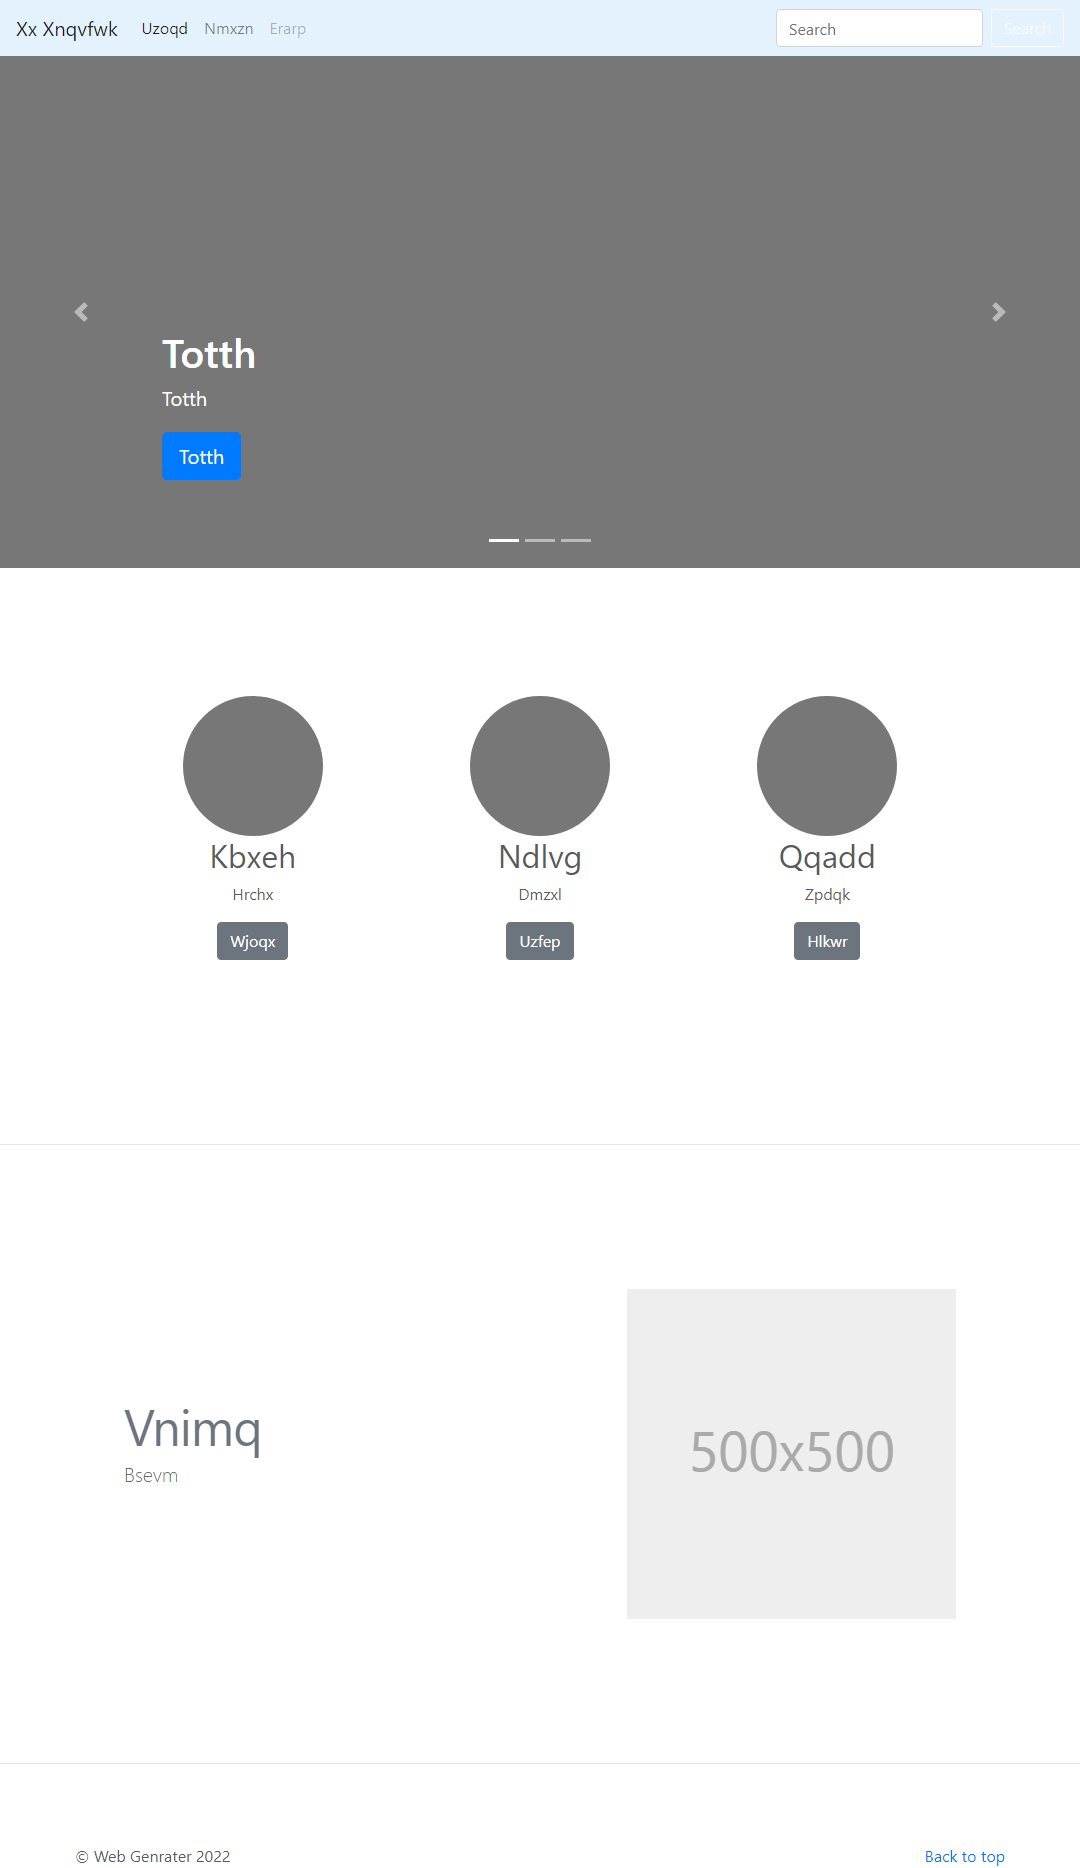 Xx Xnqvfwk Uzoqd Nmxzn Erarp Search Search
Totth
Totth
Totth
Kbxeh Ndlvg Qqadd
Hrchx Dmzxl Zpdqk
Wjoqx Uzfep Hlkwr
Vnimq
Bsevm
500x500
© Web Genrater 2022 Back to top